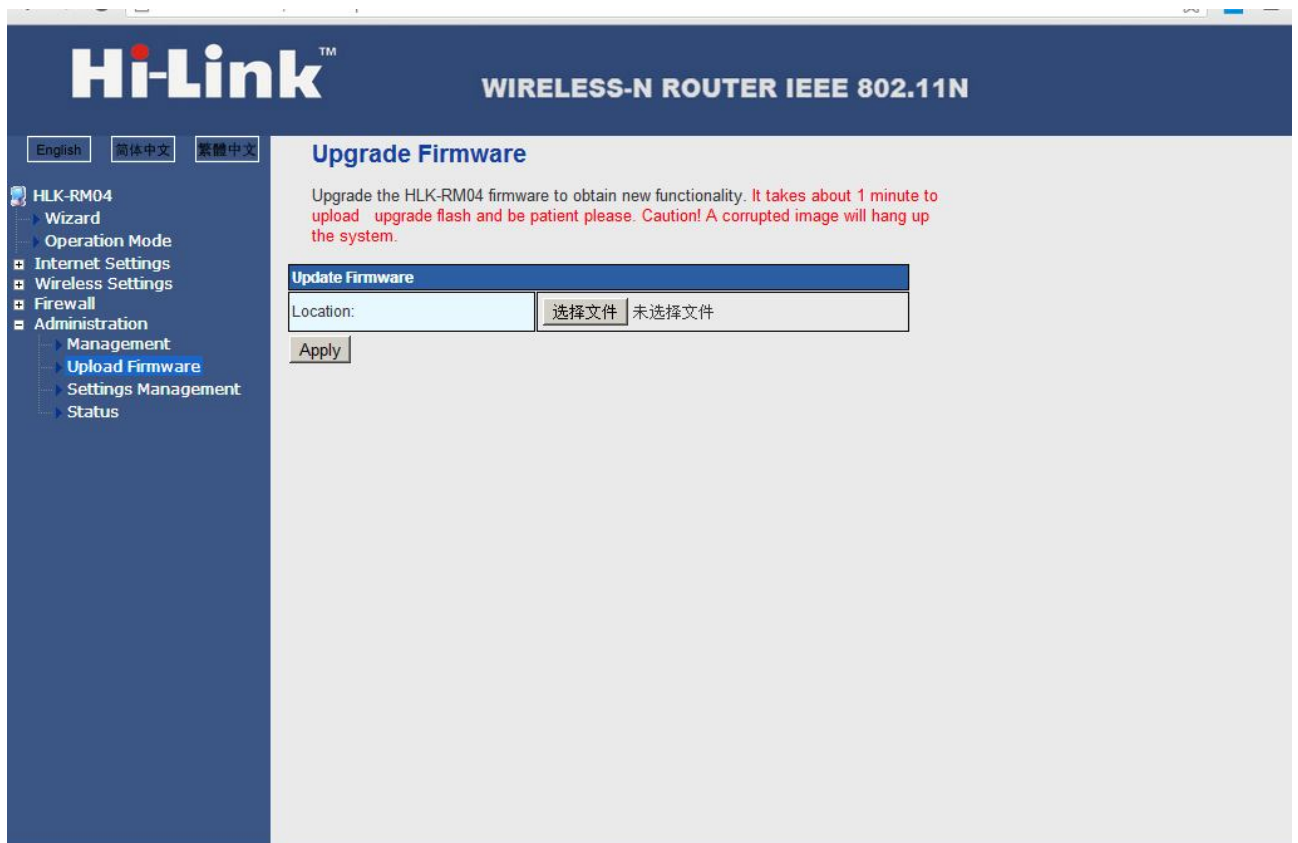 Hi-Link™
WIRELESS-N ROUTER IEEE 802.11N
English 简体中文 繁體中文
HLK-RM04
Wizard
Operation Mode
Internet Settings
Wireless Settings
Firewall
Administration
Management
Upload Firmware
Settings Management
Status
Upgrade Firmware
Upgrade the HLK-RM04 firmware to obtain new functionality. It takes about 1 minute to
upload upgrade flash and be patient please. Caution! A corrupted image will hang up
the system.
Update Firmware
Location: 选择文件 未选择文件
Apply